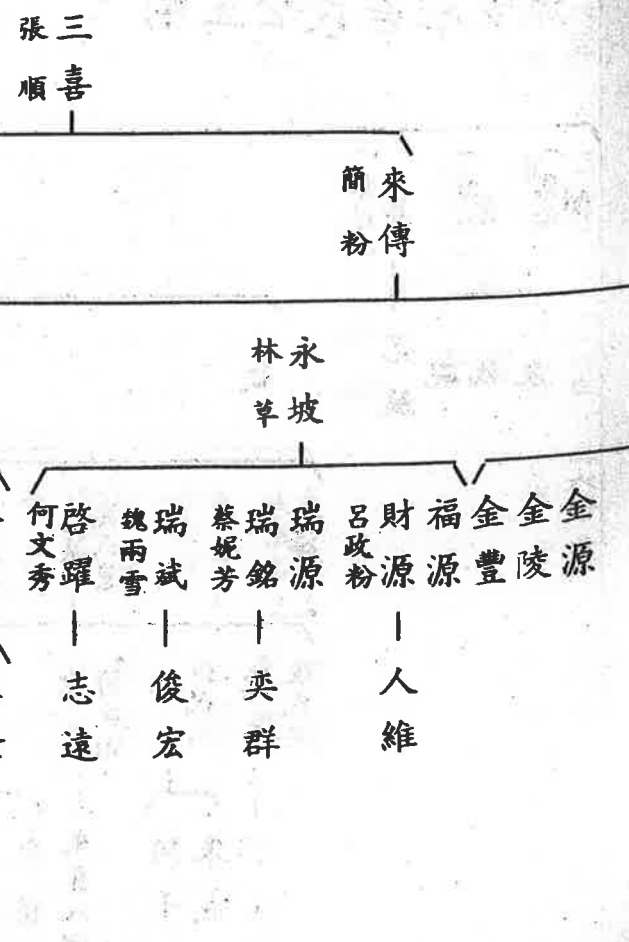 三喜
張順
來傳
簡粉
永坡
林草
金源
金陵
金豐
福源
財源
呂政粉
瑞源
瑞銘
蔡妮芳
瑞斌
魏雨雪
啓躍
何文秀
人維
奕群
俊宏
志遠